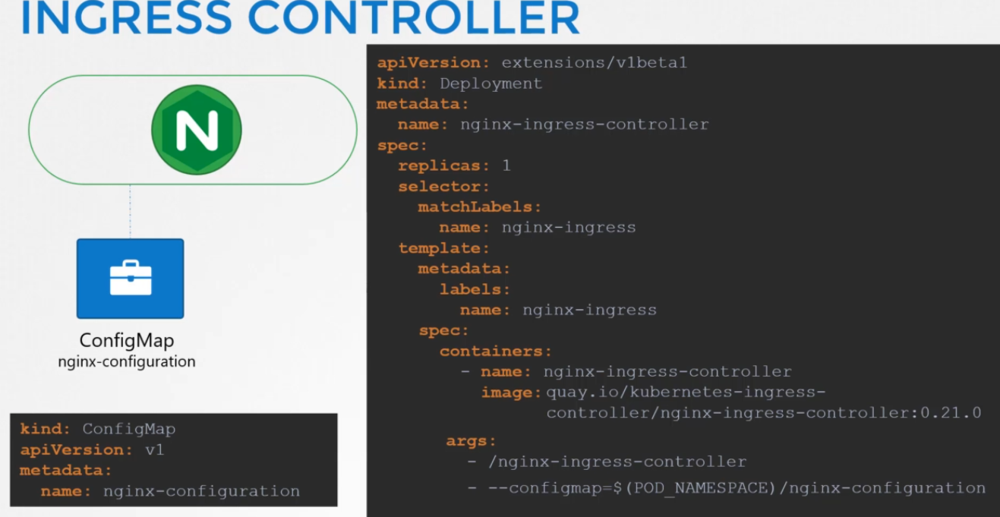 INGRESS CONTROLLER
N
ConfigMap
nginx-configuration
kind: ConfigMap
apiVersion: v1
metadata:
  name: nginx-configuration
apiVersion: extensions/v1beta1
kind: Deployment
metadata:
  name: nginx-ingress-controller
spec:
  replicas: 1
  selector:
    matchLabels:
      name: nginx-ingress
  template:
    metadata:
      labels:
        name: nginx-ingress
    spec:
      containers:
        - name: nginx-ingress-controller
          image: quay.io/kubernetes-ingress-
                 controller/nginx-ingress-controller:0.21.0
      args:
        - /nginx-ingress-controller
        - --configmap=$(POD_NAMESPACE)/nginx-configuration